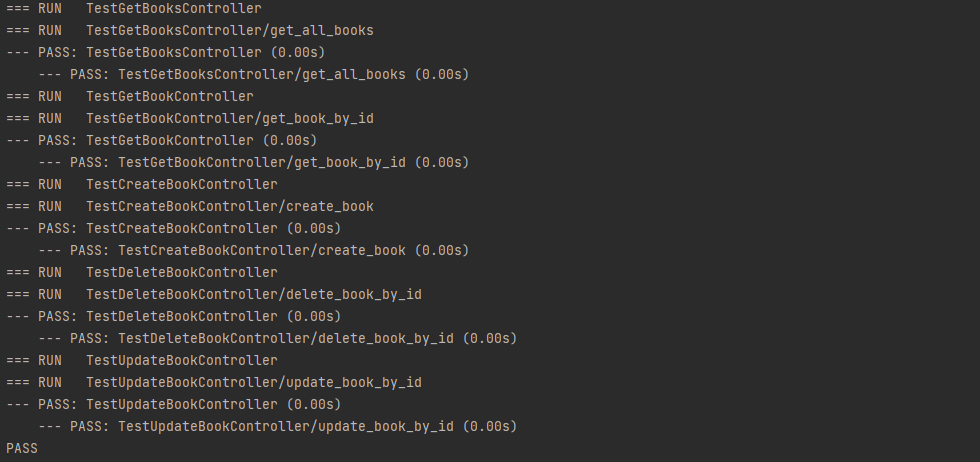 === RUN   TestGetBooksController
=== RUN   TestGetBooksController/get_all_books
--- PASS: TestGetBooksController (0.00s)
    --- PASS: TestGetBooksController/get_all_books (0.00s)
=== RUN   TestGetBookController
=== RUN   TestGetBookController/get_book_by_id
--- PASS: TestGetBookController (0.00s)
    --- PASS: TestGetBookController/get_book_by_id (0.00s)
=== RUN   TestCreateBookController
=== RUN   TestCreateBookController/create_book
--- PASS: TestCreateBookController (0.00s)
    --- PASS: TestCreateBookController/create_book (0.00s)
=== RUN   TestDeleteBookController
=== RUN   TestDeleteBookController/delete_book_by_id
--- PASS: TestDeleteBookController (0.00s)
    --- PASS: TestDeleteBookController/delete_book_by_id (0.00s)
=== RUN   TestUpdateBookController
=== RUN   TestUpdateBookController/update_book_by_id
--- PASS: TestUpdateBookController (0.00s)
    --- PASS: TestUpdateBookController/update_book_by_id (0.00s)
PASS